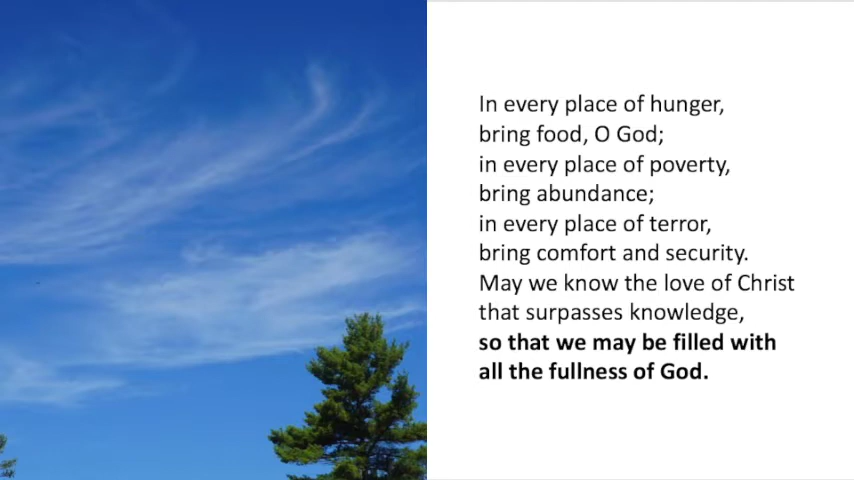 In every place of hunger,
bring food, O God;
in every place of poverty,
bring abundance;
in every place of terror,
bring comfort and security.
May we know the love of Christ
that surpasses knowledge,
so that we may be filled with
all the fullness of God.